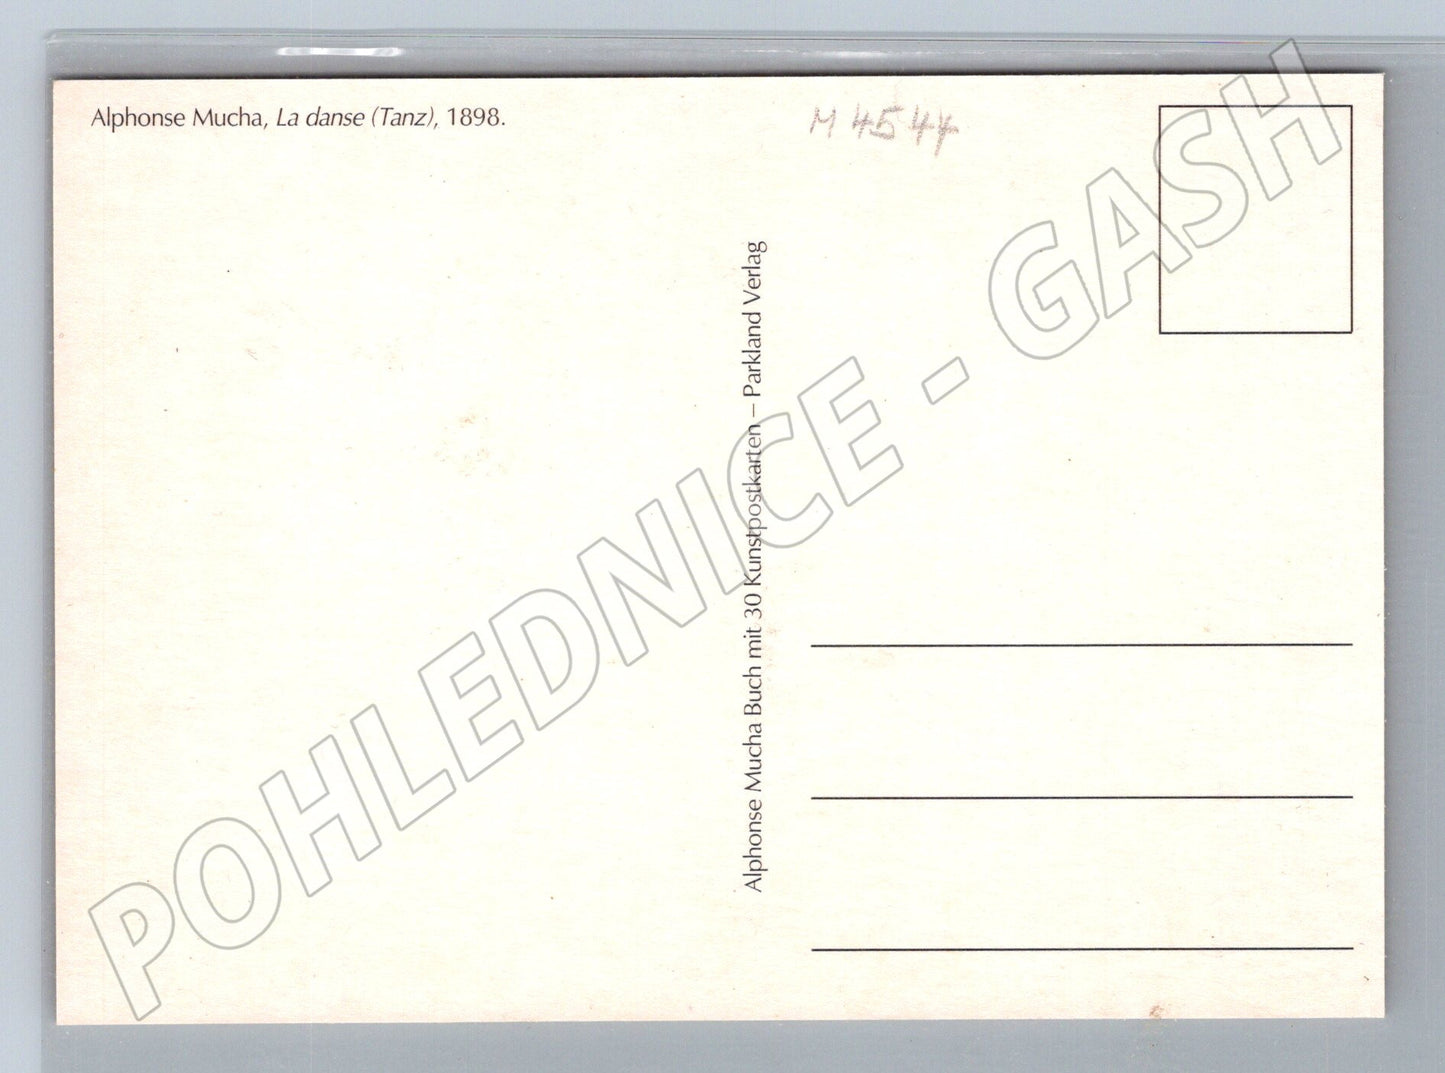 Alphonse Mucha, La danse (Tanz), 1898.
M 4544
Alphonse Mucha Buch mit 30 Kunstpostkarten – Parkland Verlag
POHLEDNICE - GASH